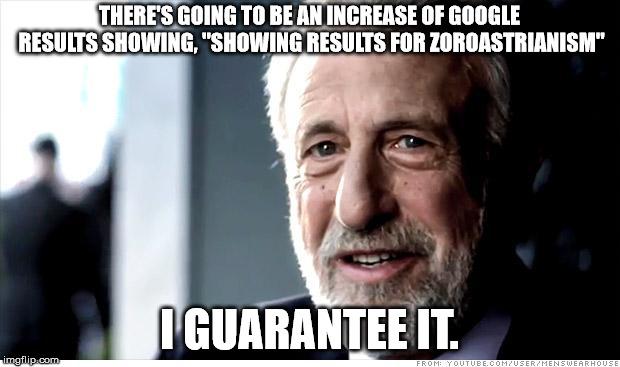 THERE'S GOING TO BE AN INCREASE OF GOOGLE
RESULTS SHOWING, "SHOWING RESULTS FOR ZOROASTRIANISM"
I GUARANTEE IT.
imgflip.com
FROM: YOUTUBE.COM/USER/MENSWEARHOUSE